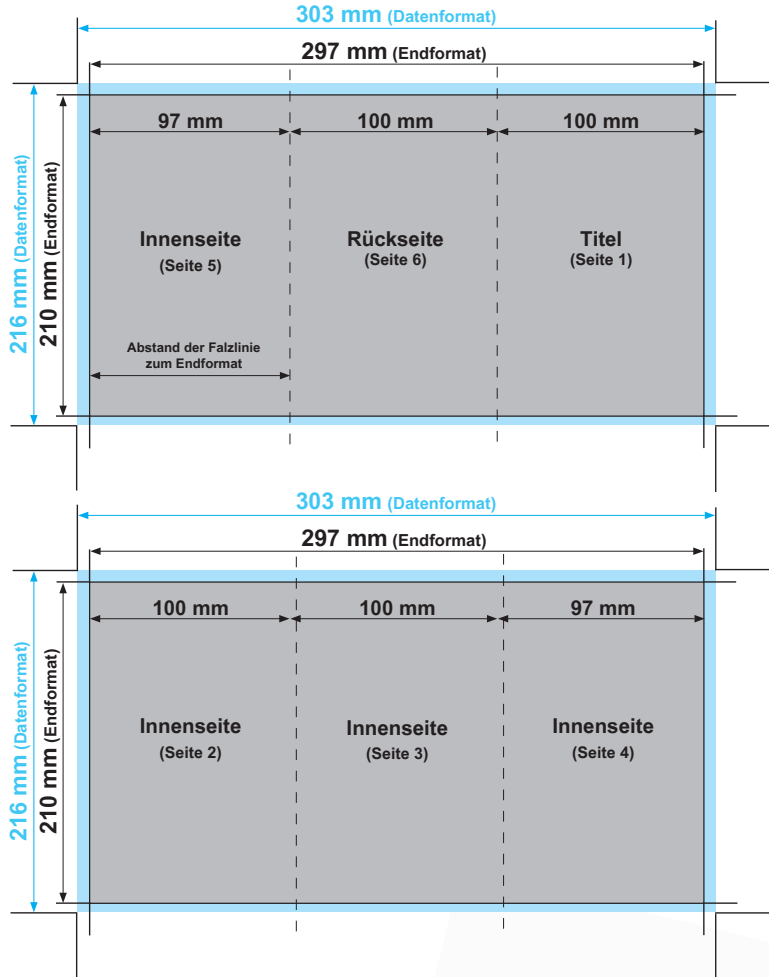 303 mm (Datenformat)
297 mm (Endformat)
97 mm
100 mm
100 mm
216 mm (Datenformat)
210 mm (Endformat)
Innenseite
(Seite 5)
Rückseite
(Seite 6)
Titel
(Seite 1)
Abstand der Falzlinie
zum Endformat
303 mm (Datenformat)
297 mm (Endformat)
100 mm
100 mm
97 mm
216 mm (Datenformat)
210 mm (Endformat)
Innenseite
(Seite 2)
Innenseite
(Seite 3)
Innenseite
(Seite 4)